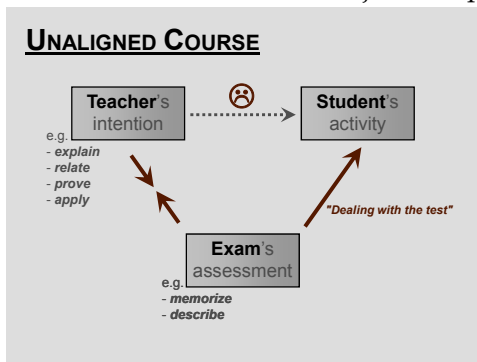 UNALIGNED COURSE
Teacher's
intention
Student's
activity
e.g.
- explain
- relate
- prove
- apply
"Dealing with the test"
Exam's
assessment
e.g.
- memorize
- describe